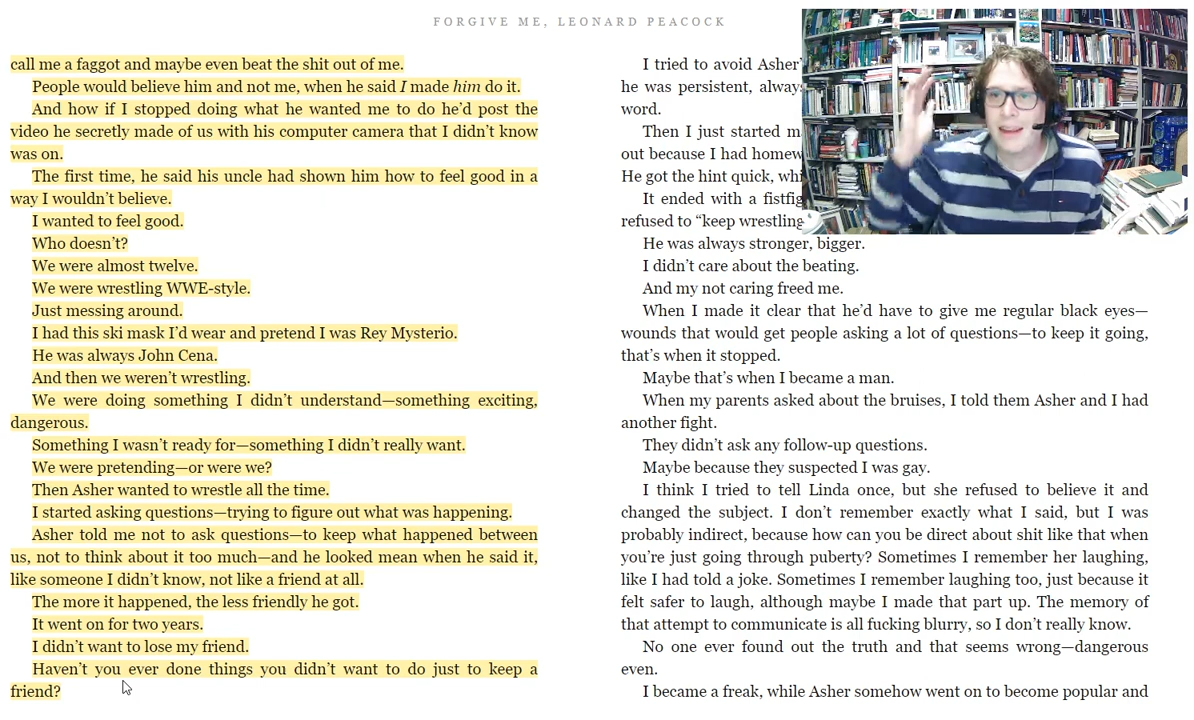 FORGIVE ME, LEONARD PEACOCK
call me a faggot and maybe even beat the shit out of me.
People would believe him and not me, when he said I made him do it.
And how if I stopped doing what he wanted me to do he’d post the
video he secretly made of us with his computer camera that I didn’t know
was on.
The first time, he said his uncle had shown him how to feel good in a
way I wouldn’t believe.
I wanted to feel good.
Who doesn’t?
We were almost twelve.
We were wrestling WWE-style.
Just messing around.
I had this ski mask I’d wear and pretend I was Rey Mysterio.
He was always John Cena.
And then we weren’t wrestling.
We were doing something I didn’t understand—something exciting,
dangerous.
Something I wasn’t ready for—something I didn’t really want.
We were pretending—or were we?
Then Asher wanted to wrestle all the time.
I started asking questions—trying to figure out what was happening.
Asher told me not to ask questions—to keep what happened between
us, not to think about it too much—and he looked mean when he said it,
like someone I didn’t know, not like a friend at all.
The more it happened, the less friendly he got.
It went on for two years.
I didn’t want to lose my friend.
Haven’t you ever done things you didn’t want to do just to keep a
friend?
I tried to avoid Asher’
he was persistent, always
word.
Then I just started m
out because I had homew
He got the hint quick, whi
It ended with a fistfig
refused to “keep wrestling
He was always stronger, bigger.
I didn’t care about the beating.
And my not caring freed me.
When I made it clear that he’d have to give me regular black eyes—
wounds that would get people asking a lot of questions—to keep it going,
that’s when it stopped.
Maybe that’s when I became a man.
When my parents asked about the bruises, I told them Asher and I had
another fight.
They didn’t ask any follow-up questions.
Maybe because they suspected I was gay.
I think I tried to tell Linda once, but she refused to believe it and
changed the subject. I don’t remember exactly what I said, but I was
probably indirect, because how can you be direct about shit like that when
you’re just going through puberty? Sometimes I remember her laughing,
like I had told a joke. Sometimes I remember laughing too, just because it
felt safer to laugh, although maybe I made that part up. The memory of
that attempt to communicate is all fucking blurry, so I don’t really know.
No one ever found out the truth and that seems wrong—dangerous
even.
I became a freak, while Asher somehow went on to become popular and